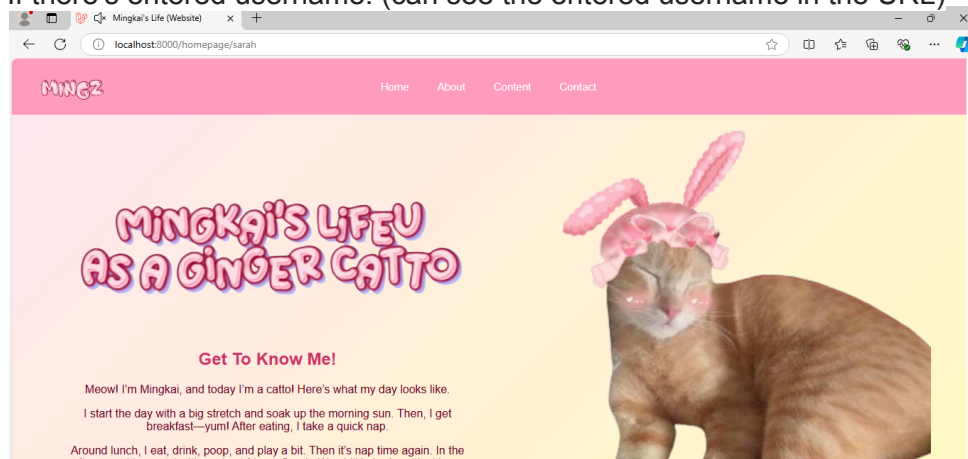 if there's entered username. (can see the entered username in the URL)
Mingkai's Life (Website)
localhost:8000/homepage/sarah
MINGZ
Home About Content Contact
MiNGKAi'S LiFEU
AS A GiNGER CATTO
Get To Know Me!
Meow! I'm Mingkai, and today I'm a catto! Here's what my day looks like.
I start the day with a big stretch and soak up the morning sun. Then, I get
breakfast—yum! After eating, I take a quick nap.
Around lunch, I eat, drink, poop, and play a bit. Then it's nap time again. In the